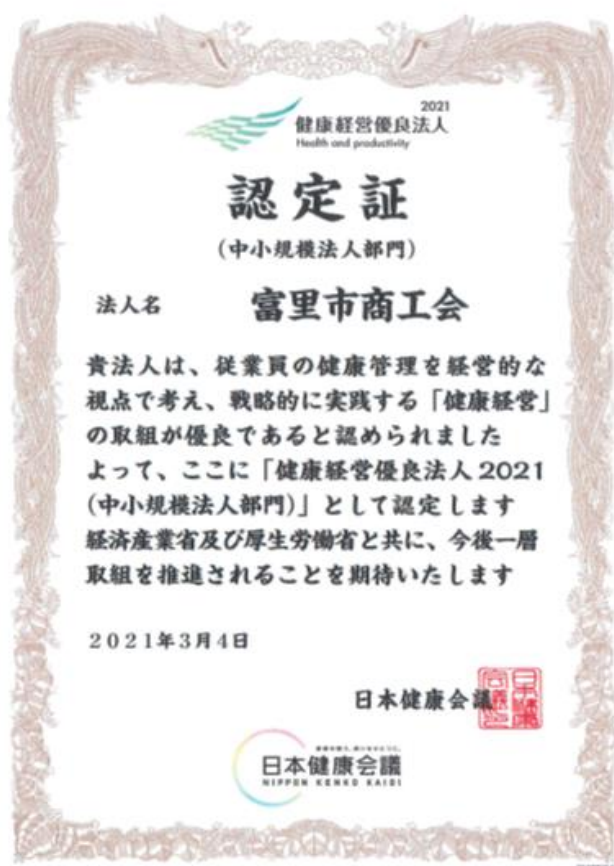 2021
健康経営優良法人
Health and productivity
認定証
(中小規模法人部門)
法人名 富里市商工会
貴法人は、従業員の健康管理を経営的な
視点で考え、戦略的に実践する「健康経営」
の取組が優良であると認められました
よって、ここに「健康経営優良法人2021
(中小規模法人部門)」として認定します
経済産業省及び厚生労働省と共に、今後一層
取組を推進されることを期待いたします
2021年3月4日
日本健康会議
日本健康会議
NIPPON KENKO KAIGI